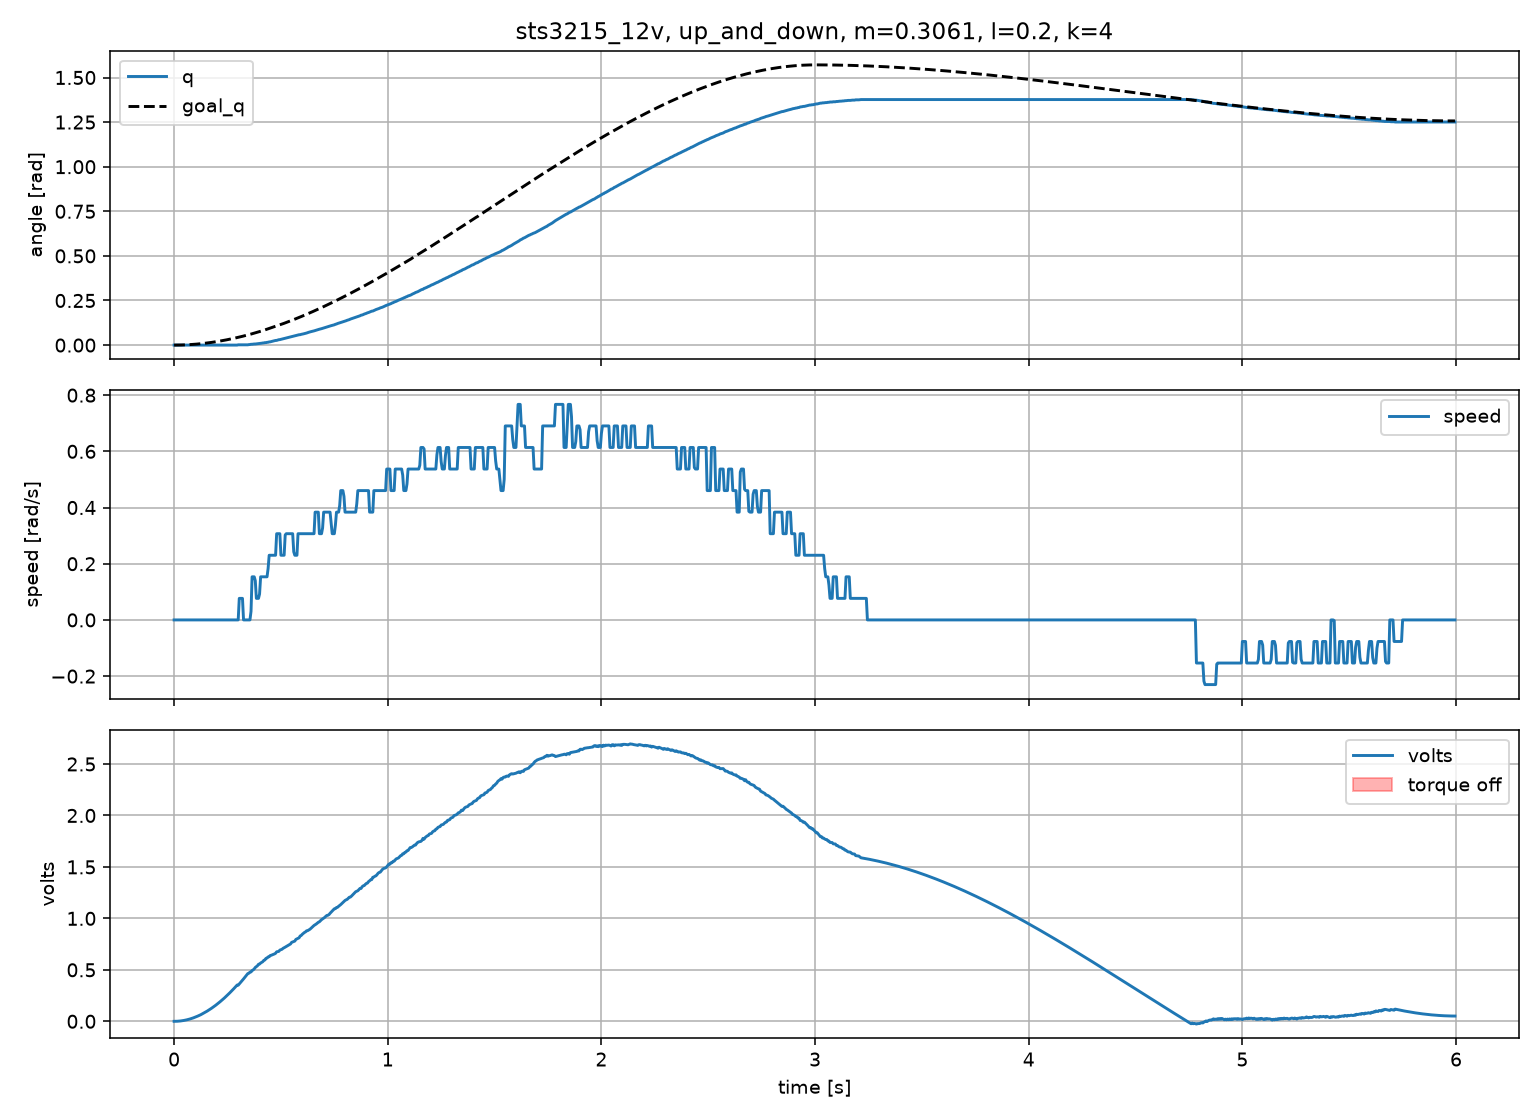 sts3215_12v, up_and_down, m=0.3061, l=0.2, k=4
q
goal_q
angle [rad]
1.50
1.25
1.00
0.75
0.50
0.25
0.00
speed
speed [rad/s]
0.8
0.6
0.4
0.2
0.0
−0.2
volts
torque off
volts
2.5
2.0
1.5
1.0
0.5
0.0
0 1 2 3 4 5 6
time [s]